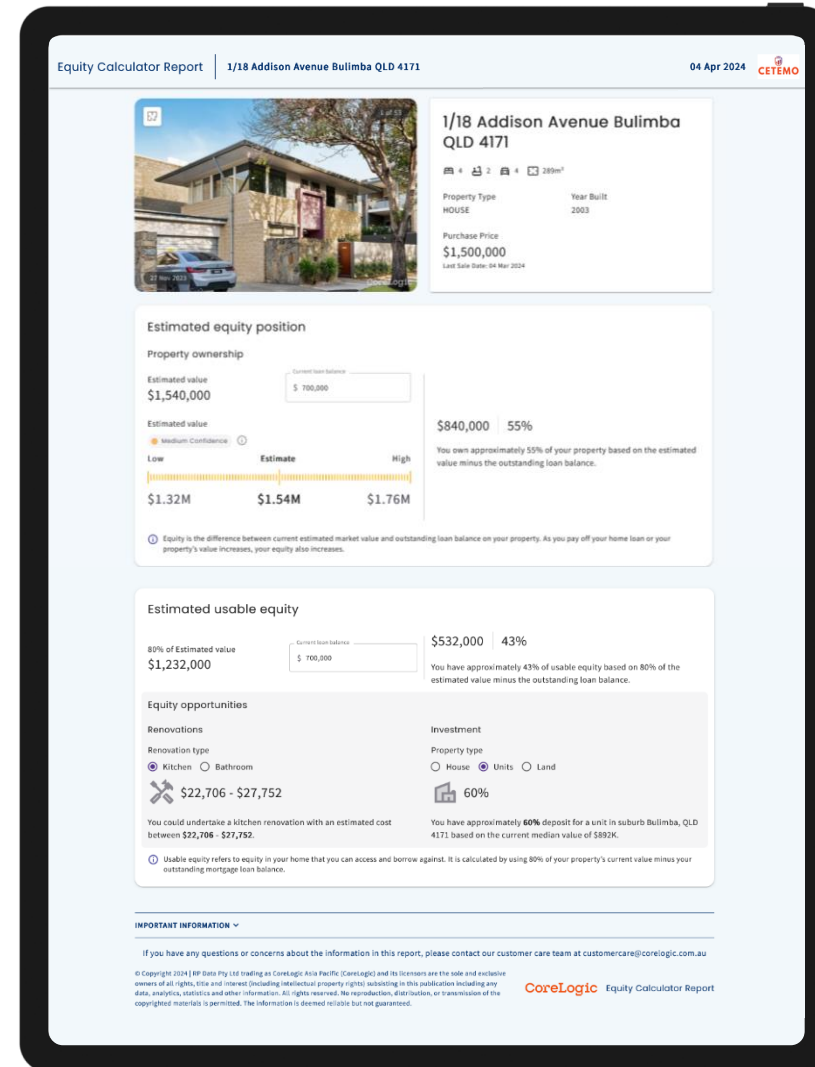 Equity Calculator Report
1/18 Addison Avenue Bulimba QLD 4171
04 Apr 2024
CETEMO
1 of 53
27 Nov 2023
CoreLogic
1/18 Addison Avenue Bulimba
QLD 4171
4 2 4 289m²
Property Type Year Built
HOUSE 2003
Purchase Price
$1,500,000
Last Sale Date: 04 Mar 2024
Estimated equity position
Property ownership
Estimated value
$1,540,000
Current loan balance
$ 700,000
Estimated value
Medium Confidence
Low Estimate High
$1.32M $1.54M $1.76M
$840,000 55%
You own approximately 55% of your property based on the estimated
value minus the outstanding loan balance.
Equity is the difference between current estimated market value and outstanding loan balance on your property. As you pay off your home loan or your
property's value increases, your equity also increases.
Estimated usable equity
80% of Estimated value
$1,232,000
Current loan balance
$ 700,000
$532,000 43%
You have approximately 43% of usable equity based on 80% of the
estimated value minus the outstanding loan balance.
Equity opportunities
Renovations
Renovation type
Kitchen Bathroom
$22,706 - $27,752
You could undertake a kitchen renovation with an estimated cost
between $22,706 - $27,752.
Investment
Property type
House Units Land
60%
You have approximately 60% deposit for a unit in suburb Bulimba, QLD
4171 based on the current median value of $892K.
Usable equity refers to equity in your home that you can access and borrow against. It is calculated by using 80% of your property's current value minus your
outstanding mortgage loan balance.
IMPORTANT INFORMATION
If you have any questions or concerns about the information in this report, please contact our customer care team at customercare@corelogic.com.au
© Copyright 2024 | RP Data Pty Ltd trading as CoreLogic Asia Pacific (CoreLogic) and its licensors are the sole and exclusive
owners of all rights, title and interest (including intellectual property rights) subsisting in this publication including any
data, analytics, statistics and other information. All rights reserved. No reproduction, distribution, or transmission of the
copyrighted materials is permitted. The information is deemed reliable but not guaranteed.
CoreLogic Equity Calculator Report